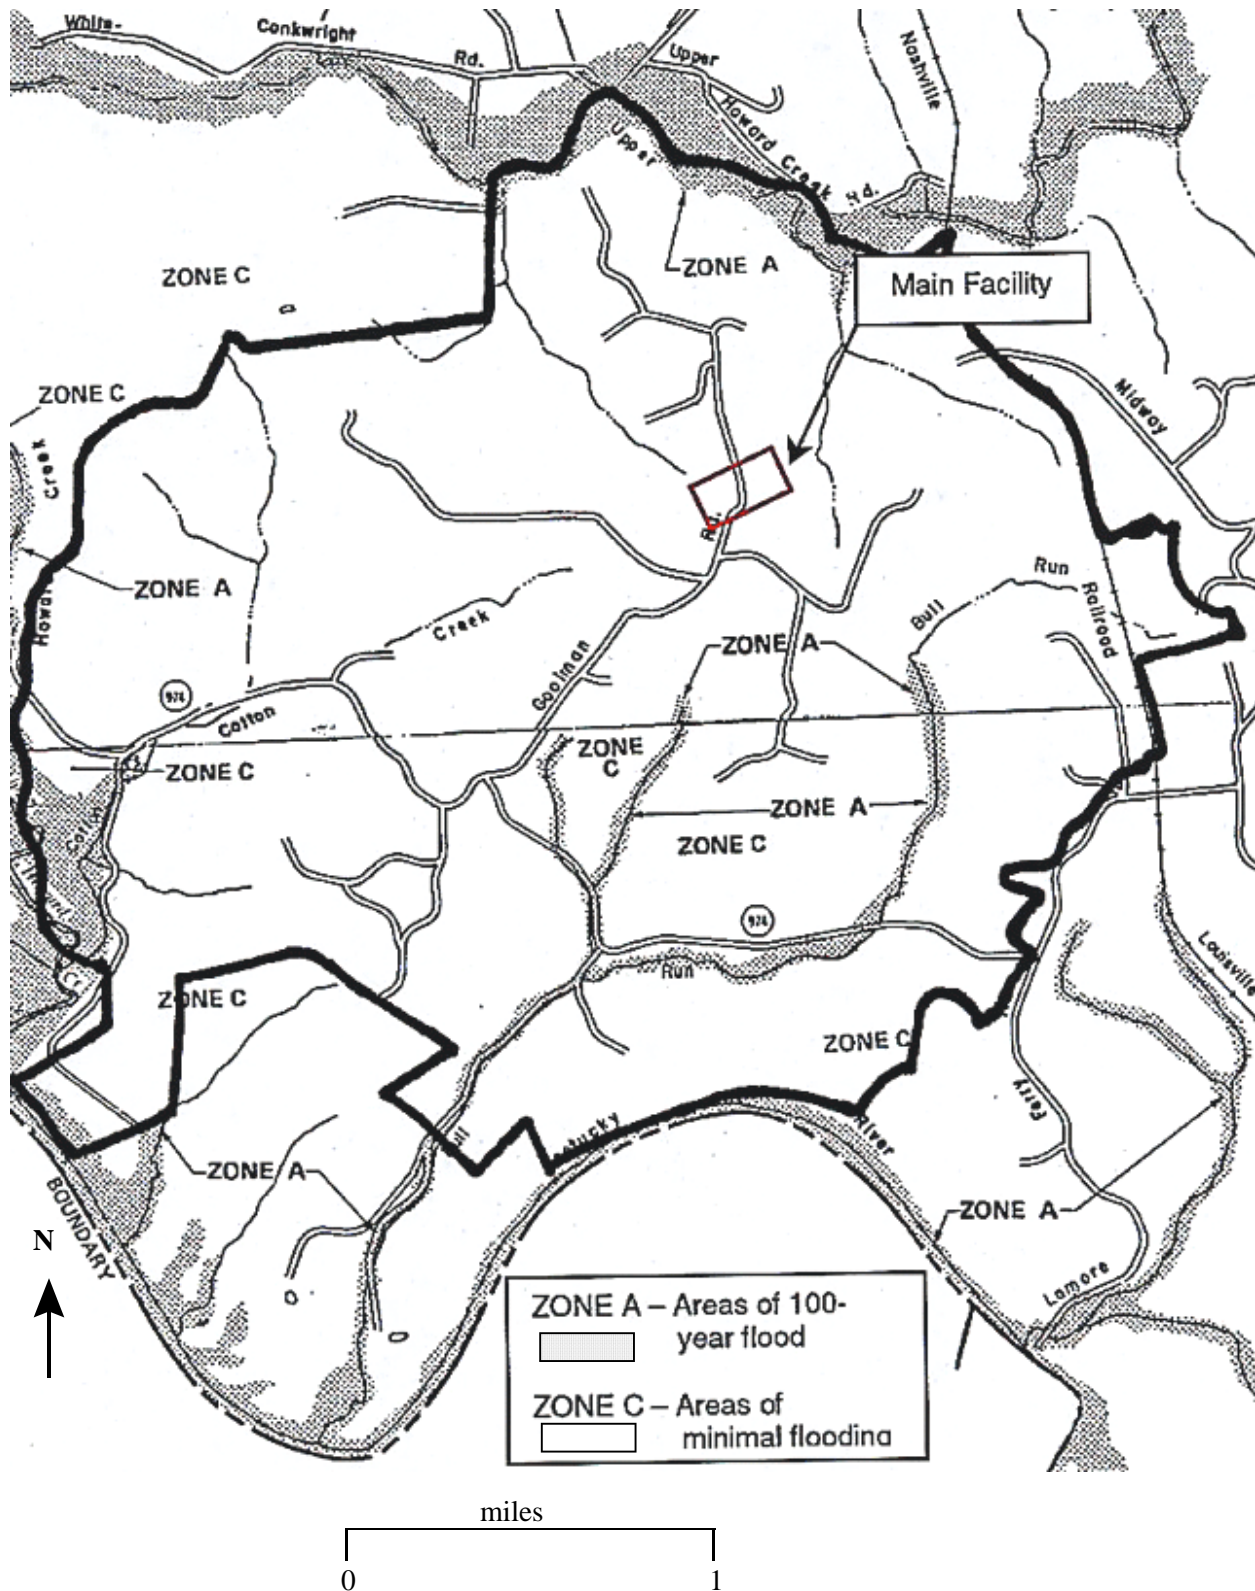 White-
Conkwright
Rd.
Upper
Nashville
Howard Creek Rd.
Upper
ZONE A
ZONE C
Main Facility
ZONE C
Midway
Creek
Rd.
ZONE A
Run
Railroad
Bull
Creek
ZONE A
Goolman
974
Cotton
ZONE
C
ZONE C
ZONE A
ZONE C
974
Run
Louisville
ZONE C
ZONE C
Ferry
River
ZONE A
BOUNDARY
ZONE A
N
Lamore
ZONE A – Areas of 100-
year flood
ZONE C – Areas of
minimal flooding
miles
0 1